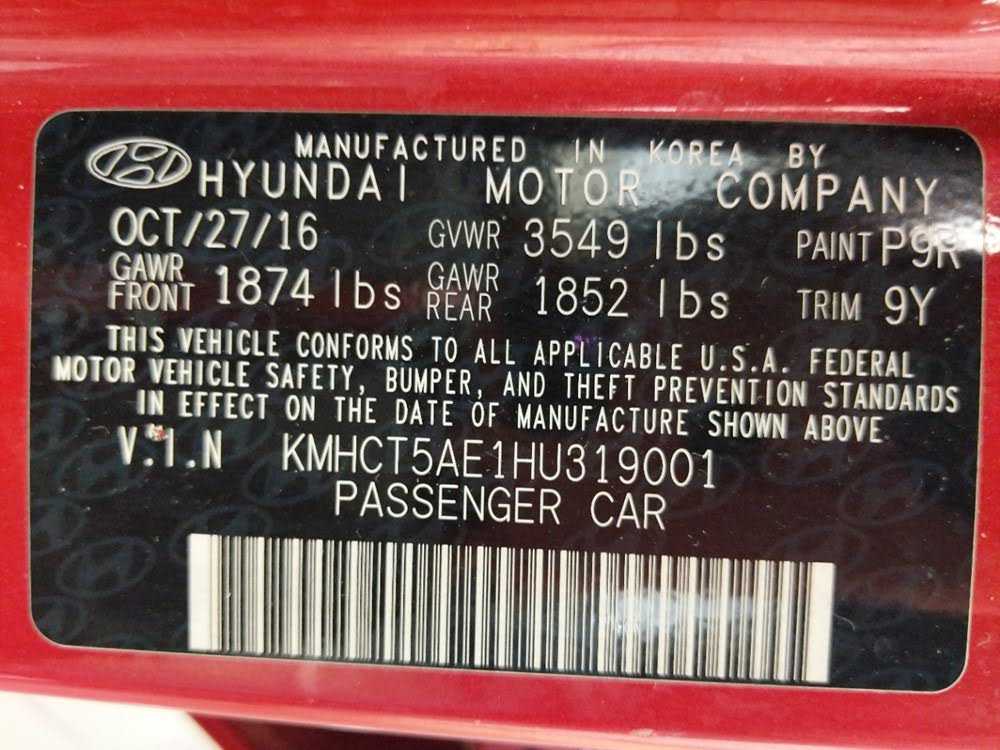 MANUFACTURED IN KOREA BY
HYUNDAI MOTOR COMPANY
OCT/27/16 GVWR 3549 lbs PAINT P9R
GAWR FRONT 1874 lbs GAWR REAR 1852 lbs TRIM 9Y
THIS VEHICLE CONFORMS TO ALL APPLICABLE U.S.A. FEDERAL
MOTOR VEHICLE SAFETY, BUMPER, AND THEFT PREVENTION STANDARDS
IN EFFECT ON THE DATE OF MANUFACTURE SHOWN ABOVE
V.I.N KMHCT5AE1HU319001
PASSENGER CAR